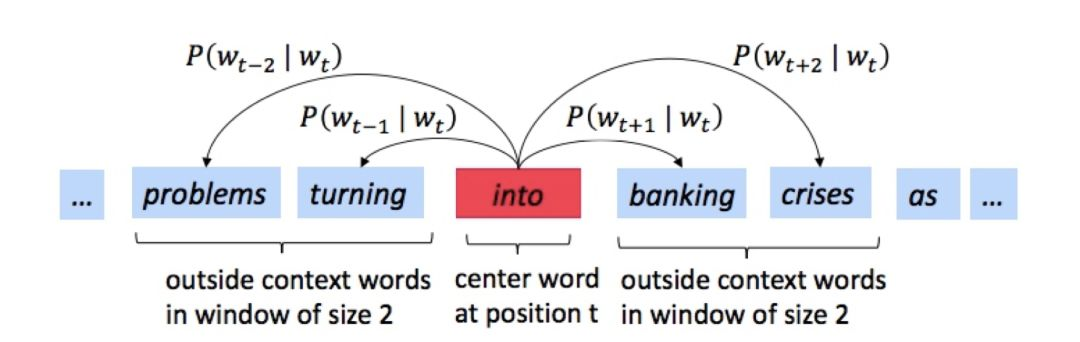 P(w_{t−2} | w_t) P(w_{t+2} | w_t)
P(w_{t−1} | w_t) P(w_{t+1} | w_t)
... problems turning into banking crises as ...
outside context words center word outside context words
in window of size 2 at position t in window of size 2